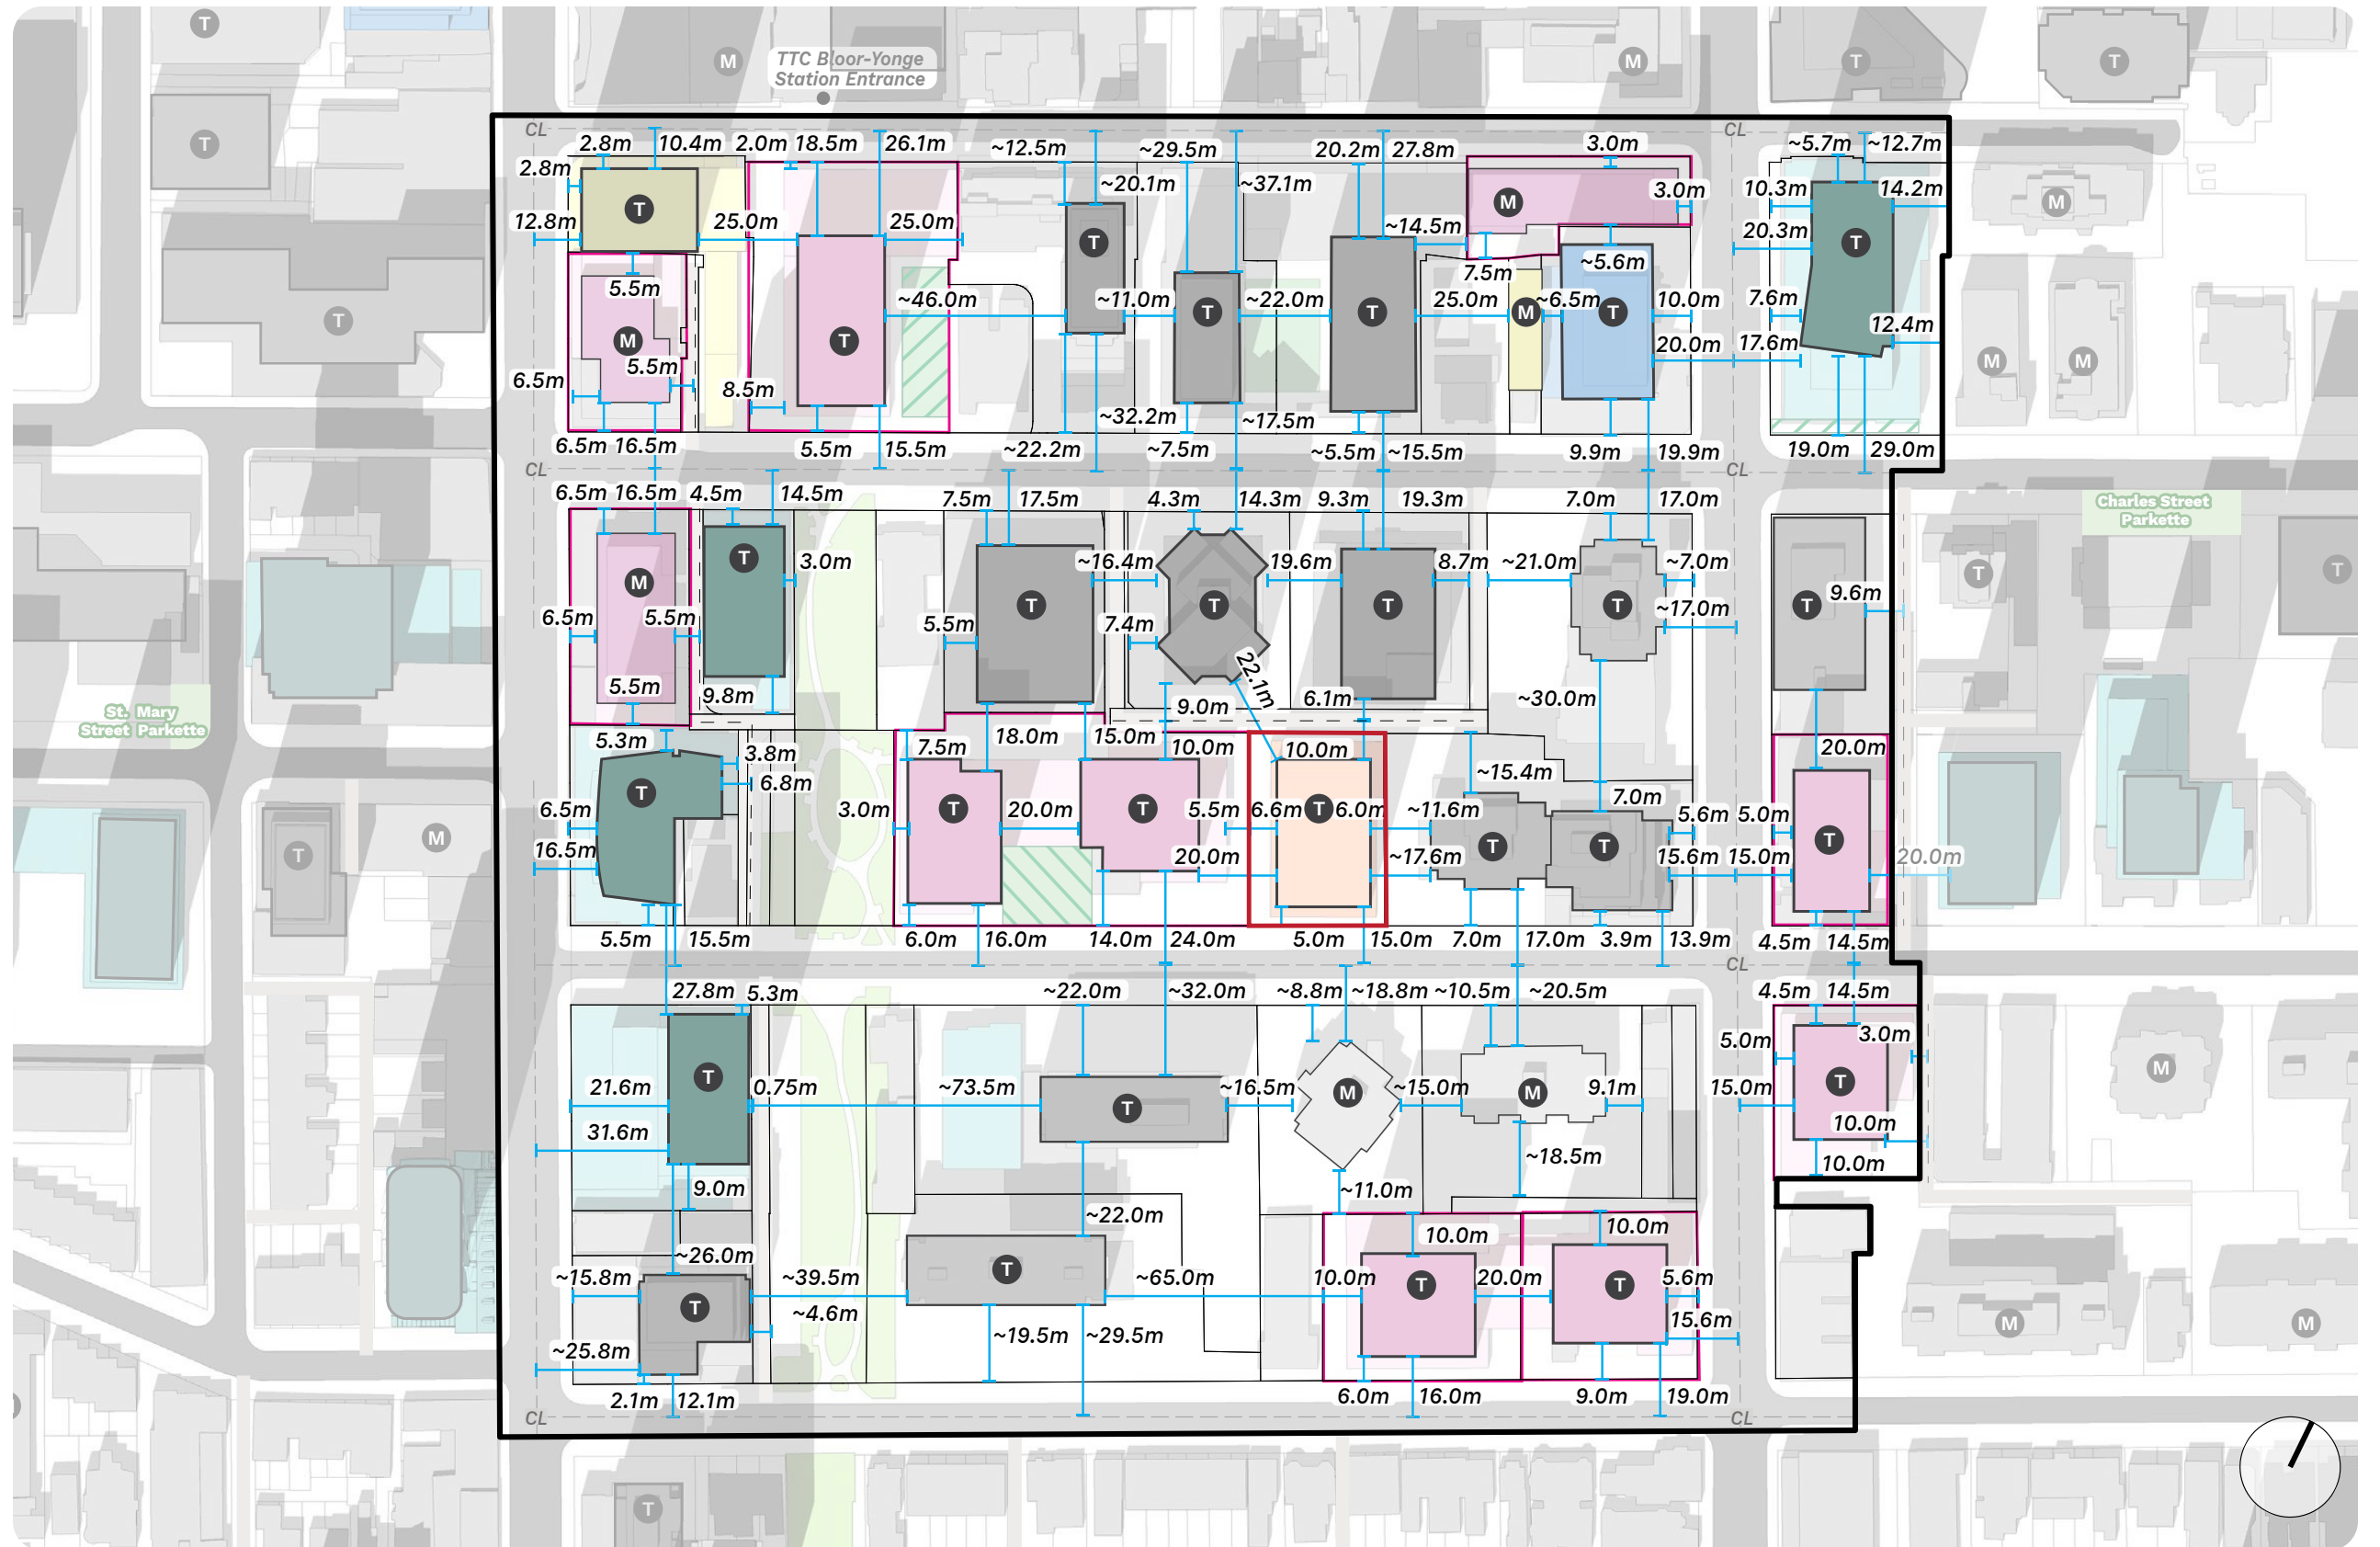 T
M
TTC Bloor-Yonge
Station Entrance
M
T
T
T
CL
CL
2.8m
10.4m
2.0m
18.5m
26.1m
~12.5m
~29.5m
20.2m
27.8m
3.0m
~5.7m
~12.7m
2.8m
~20.1m
~37.1m
3.0m
10.3m
14.2m
M
T
M
12.8m
25.0m
25.0m
T
~14.5m
20.3m
T
7.5m
~5.6m
5.5m
~46.0m
~11.0m
~22.0m
25.0m
~6.5m
10.0m
7.6m
T
T
T
M
T
12.4m
M
T
20.0m
17.6m
M
M
5.5m
6.5m
8.5m
~32.2m
~17.5m
6.5m
16.5m
5.5m
15.5m
~22.2m
~7.5m
~5.5m
~15.5m
9.9m
19.9m
19.0m
29.0m
CL
CL
6.5m
16.5m
4.5m
14.5m
7.5m
17.5m
4.3m
14.3m
9.3m
19.3m
7.0m
17.0m
Charles Street
Parkette
T
3.0m
~16.4m
19.6m
8.7m
~21.0m
~7.0m
M
T
T
9.6m
T
T
T
T
T
~17.0m
6.5m
5.5m
5.5m
7.4m
22.1m
5.5m
9.8m
9.0m
6.1m
~30.0m
St. Mary
Street Parkette
5.3m
3.8m
7.5m
18.0m
15.0m
10.0m
10.0m
~15.4m
20.0m
6.8m
T
7.0m
6.5m
3.0m
T
20.0m
T
5.5m
6.6m
T
6.0m
~11.6m
5.6m
5.0m
M
T
16.5m
20.0m
~17.6m
T
T
15.6m
15.0m
T
20.0m
5.5m
15.5m
6.0m
16.0m
14.0m
24.0m
5.0m
15.0m
7.0m
17.0m
3.9m
13.9m
4.5m
14.5m
CL
27.8m
5.3m
~22.0m
~32.0m
~8.8m
~18.8m
~10.5m
~20.5m
4.5m
14.5m
5.0m
3.0m
T
M
T
21.6m
0.75m
~73.5m
T
~16.5m
M
~15.0m
M
9.1m
15.0m
31.6m
10.0m
~18.5m
10.0m
9.0m
~11.0m
~22.0m
10.0m
10.0m
~26.0m
~15.8m
~39.5m
T
~65.0m
10.0m
T
20.0m
T
5.6m
T
~4.6m
15.6m
M
M
~19.5m
~29.5m
~25.8m
2.1m
12.1m
6.0m
16.0m
9.0m
19.0m
CL
CL
T